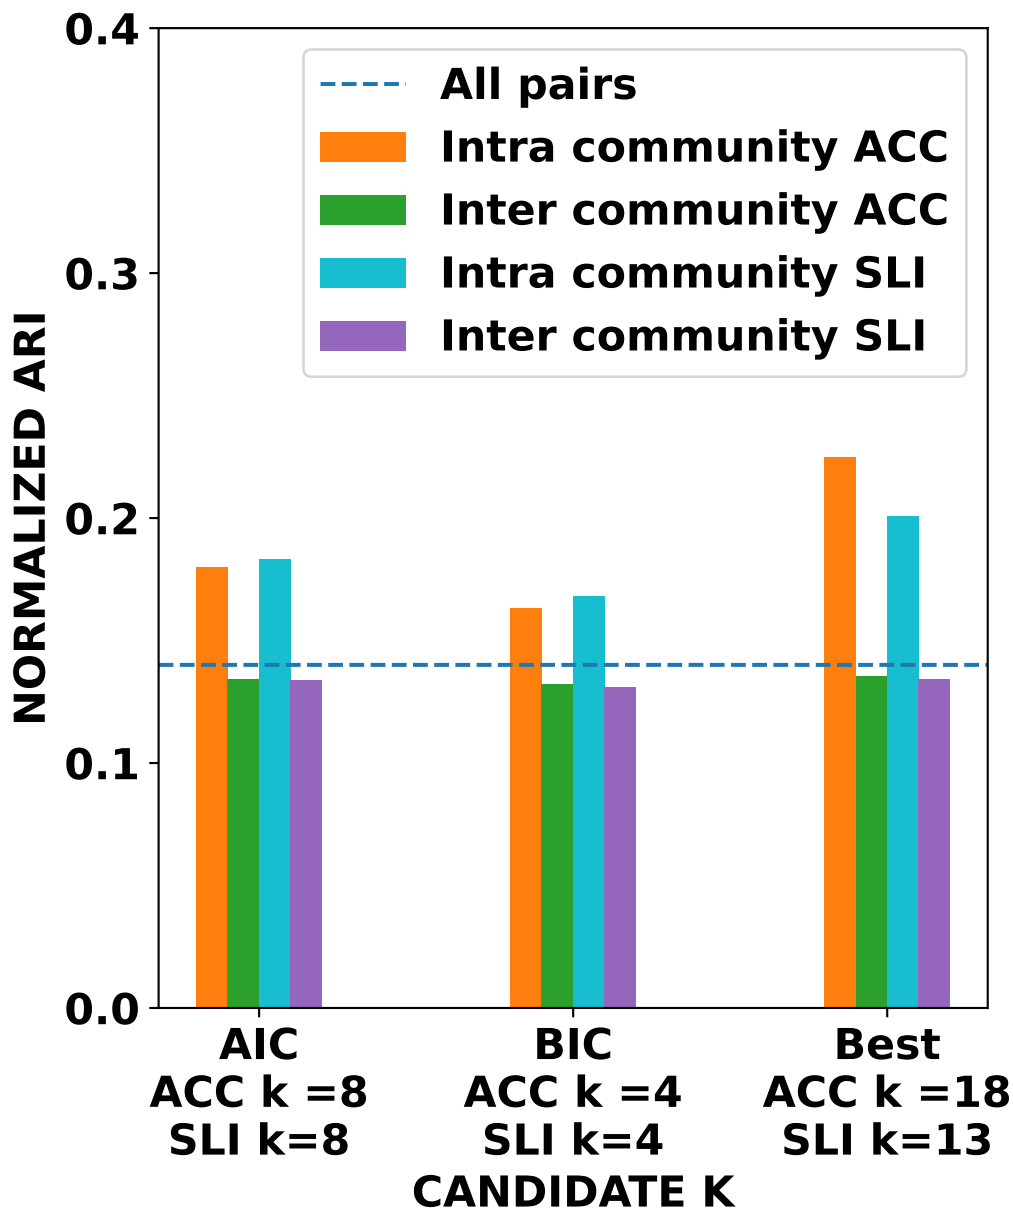 0.4
0.3
0.2
0.1
0.0
NORMALIZED ARI
All pairs
Intra community ACC
Inter community ACC
Intra community SLI
Inter community SLI
AIC
ACC k =8
SLI k=8
BIC
ACC k =4
SLI k=4
Best
ACC k =18
SLI k=13
CANDIDATE K